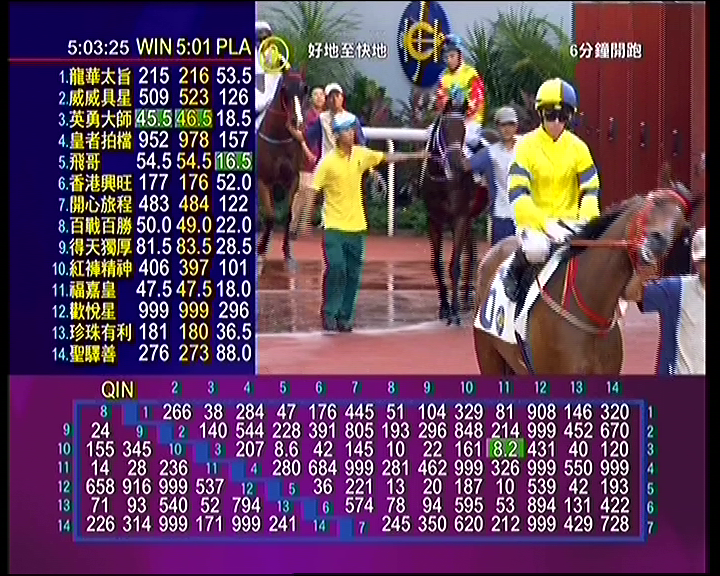 5:03:25 WIN 5:01 PLA
好地至快地 6分鐘開跑
1.龍華太旨 215 216 53.5
2.威威具星 509 523 126
3.英勇大師 45.5 46.5 18.5
4.皇者拍檔 952 978 157
5.飛哥 54.5 54.5 16.5
6.香港興旺 177 176 52.0
7.開心旅程 483 484 122
8.百戰百勝 50.0 49.0 22.0
9.得天獨厚 81.5 83.5 28.5
10.紅褲精神 406 397 101
11.福嘉皇 47.5 47.5 18.0
12.歡悅星 999 999 296
13.珍珠有利 181 180 36.5
14.聖驛善 276 273 88.0
QIN 2 3 4 5 6 7 8 9 10 11 12 13 14
8 1 266 38 284 47 176 445 51 104 329 81 908 146 320 1
9 24 9 2 140 544 228 391 805 193 296 848 214 999 452 670 2
10 155 345 10 3 207 8.6 42 145 10 22 161 8.2 431 40 120 3
11 14 28 236 11 4 280 684 999 281 462 999 326 999 550 999 4
12 658 916 999 537 12 5 36 221 13 20 187 10 539 42 193 5
13 71 93 540 52 794 13 6 574 78 94 595 53 894 131 422 6
14 226 314 999 171 999 241 14 7 245 350 620 212 999 429 728 7